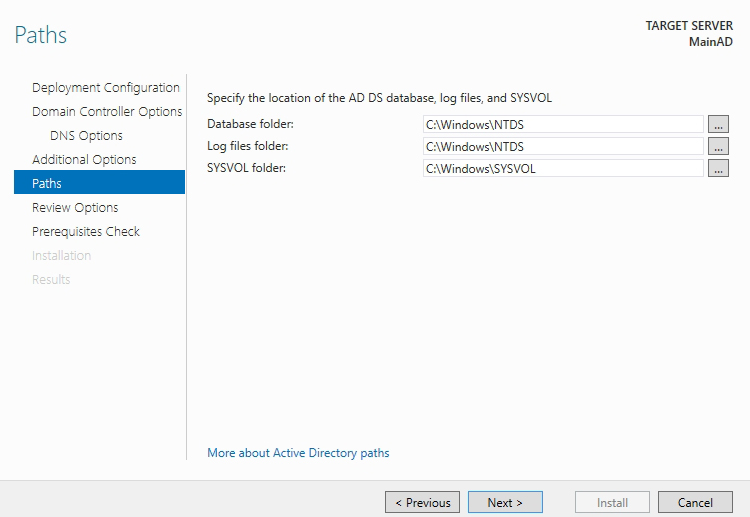 Paths
TARGET SERVER
MainAD
Deployment Configuration
Domain Controller Options
DNS Options
Additional Options
Paths
Review Options
Prerequisites Check
Installation
Results
Specify the location of the AD DS database, log files, and SYSVOL
Database folder: C:\Windows\NTDS ...
Log files folder: C:\Windows\NTDS ...
SYSVOL folder: C:\Windows\SYSVOL ...
More about Active Directory paths
< Previous Next > Install Cancel